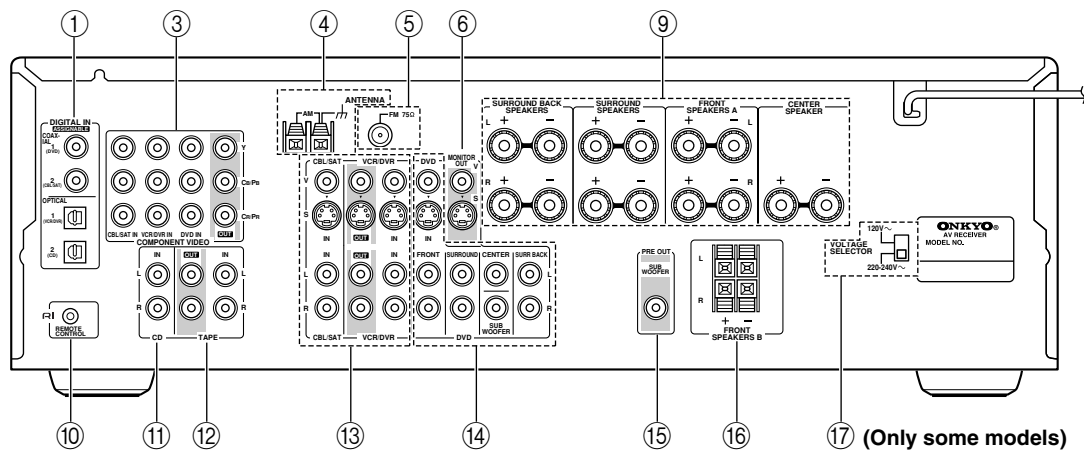 ① ③ ④ ⑤ ⑥ ⑨
DIGITAL IN
ASSIGNABLE
COAX-
IAL
1
(DVD)
2
(CBL/SAT)
OPTICAL
1
(VCR/DVR)
2
(CD)
Y
CB/PB
CR/PR
CBL/SAT IN VCR/DVR IN DVD IN OUT
COMPONENT VIDEO
ANTENNA
AM
FM 75Ω
CBL/SAT VCR/DVR DVD MONITOR
OUT
V V
S S
IN OUT IN IN
SURROUND BACK
SPEAKERS
SURROUND
SPEAKERS
FRONT
SPEAKERS A
CENTER
SPEAKER
L + − + − + − L
R + − + − + − R + −
IN OUT IN
L L
R R
CD TAPE
RI
REMOTE
CONTROL
IN OUT IN
L
R
CBL/SAT VCR/DVR
FRONT SURROUND CENTER SURR BACK
L
SUB
WOOFER
R
DVD
PRE OUT
SUB
WOOFER
L
R
+ −
FRONT
SPEAKERS B
120V~
VOLTAGE
SELECTOR
220-240V~
ONKYO®
AV RECEIVER
MODEL NO.
⑩ ⑪ ⑫ ⑬ ⑭ ⑮ ⑯ ⑰ (Only some models)